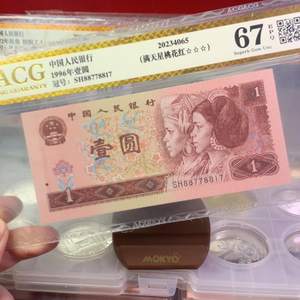 ACG
中国人民银行
1996年壹圆
冠号: SH88778817
20234065
(满天星桃花红☆☆☆)
67
EPQ
Superb Gem Unc
中国人民银行
壹圆
1
SH88778817
1
MOKYO